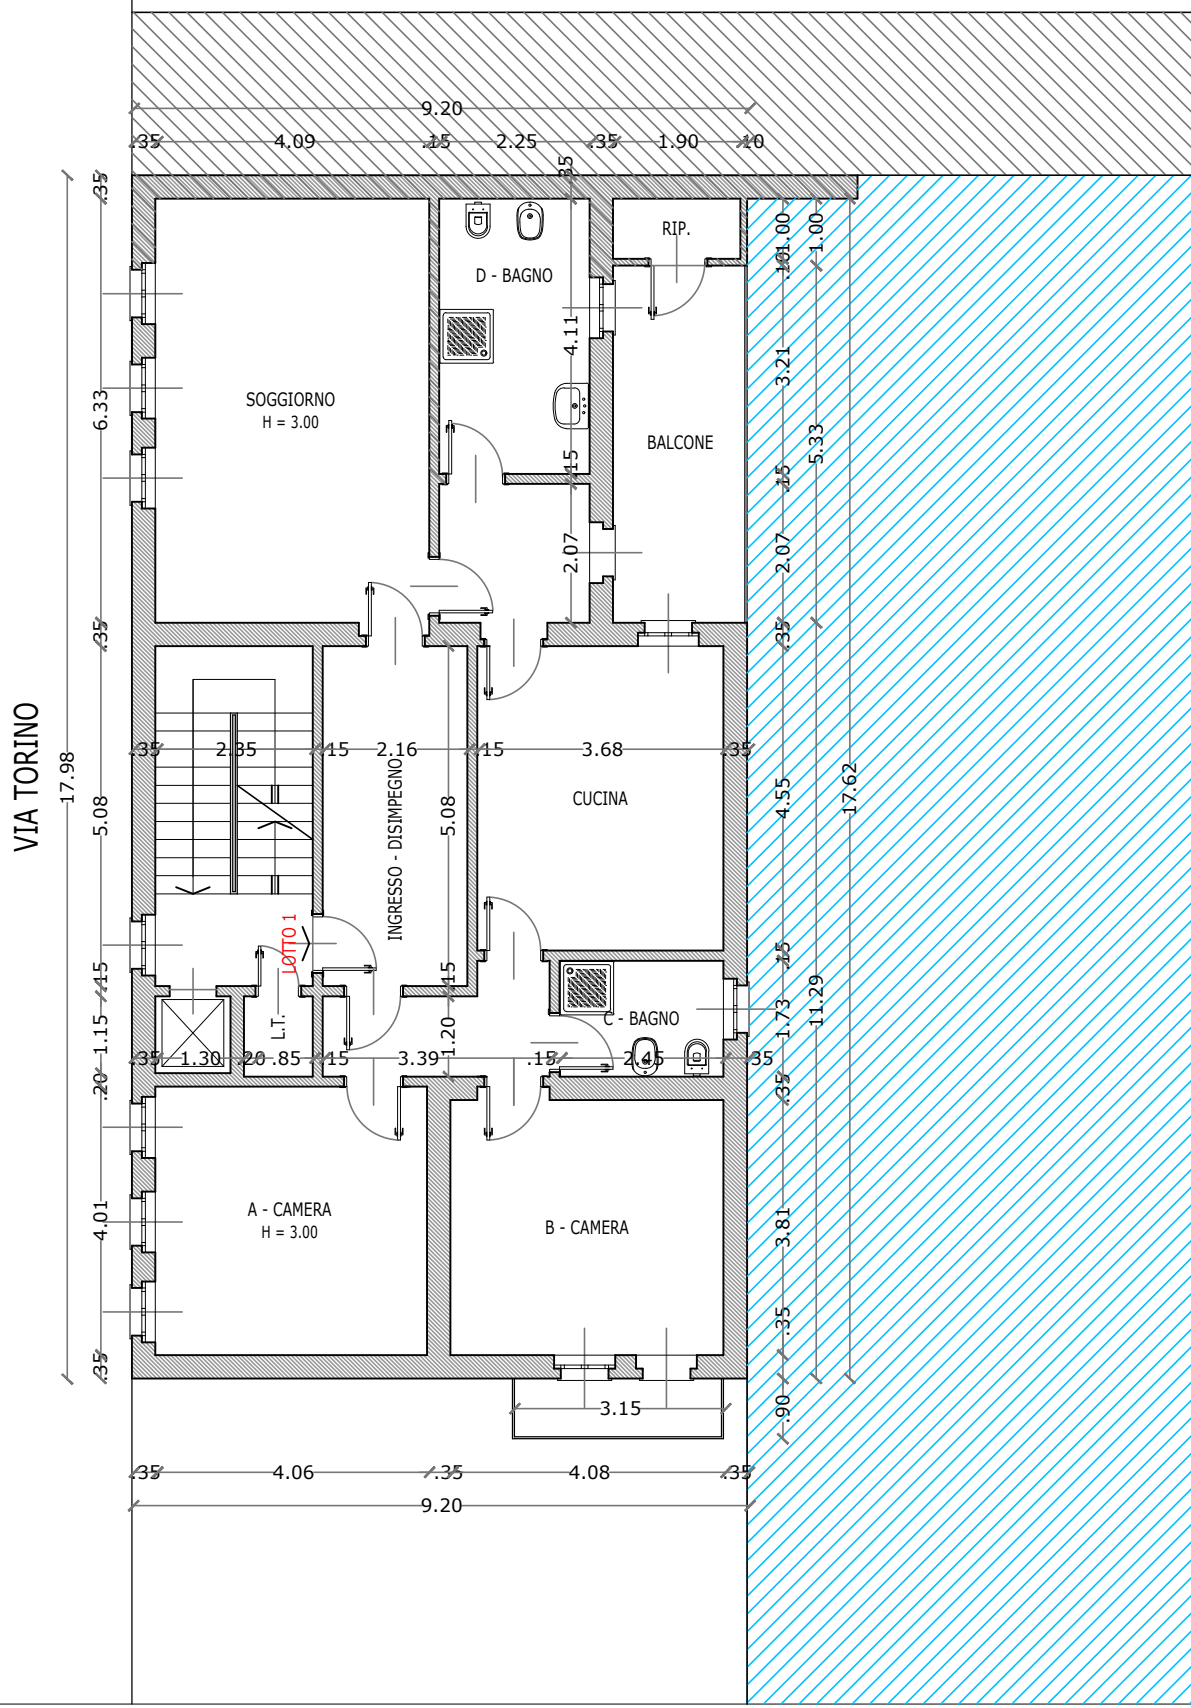 9.20
.35 4.09 .15 2.25 .35 1.90 .10
.35
.35
1.00
1.00
.10
RIP.
D - BAGNO
4.11
3.21
SOGGIORNO
H = 3.00
6.33
BALCONE
5.33
.15
.15
2.07
2.07
.35
.35
VIA TORINO
17.98
.35 2.35 .15 2.16 .15 3.68 .35
CUCINA
4.55
17.62
5.08
5.08
INGRESSO - DISIMPEGNO
LOTTO 1
.15
.15
.15
11.29
L.T.
C - BAGNO
1.73
1.15
1.20
.35 1.30 .20 .85 .15 3.39 .15 2.45 .35
.20
.35
A - CAMERA
H = 3.00
4.01
B - CAMERA
3.81
.35
.35
.90
3.15
.35 4.06 .35 4.08 .35
9.20